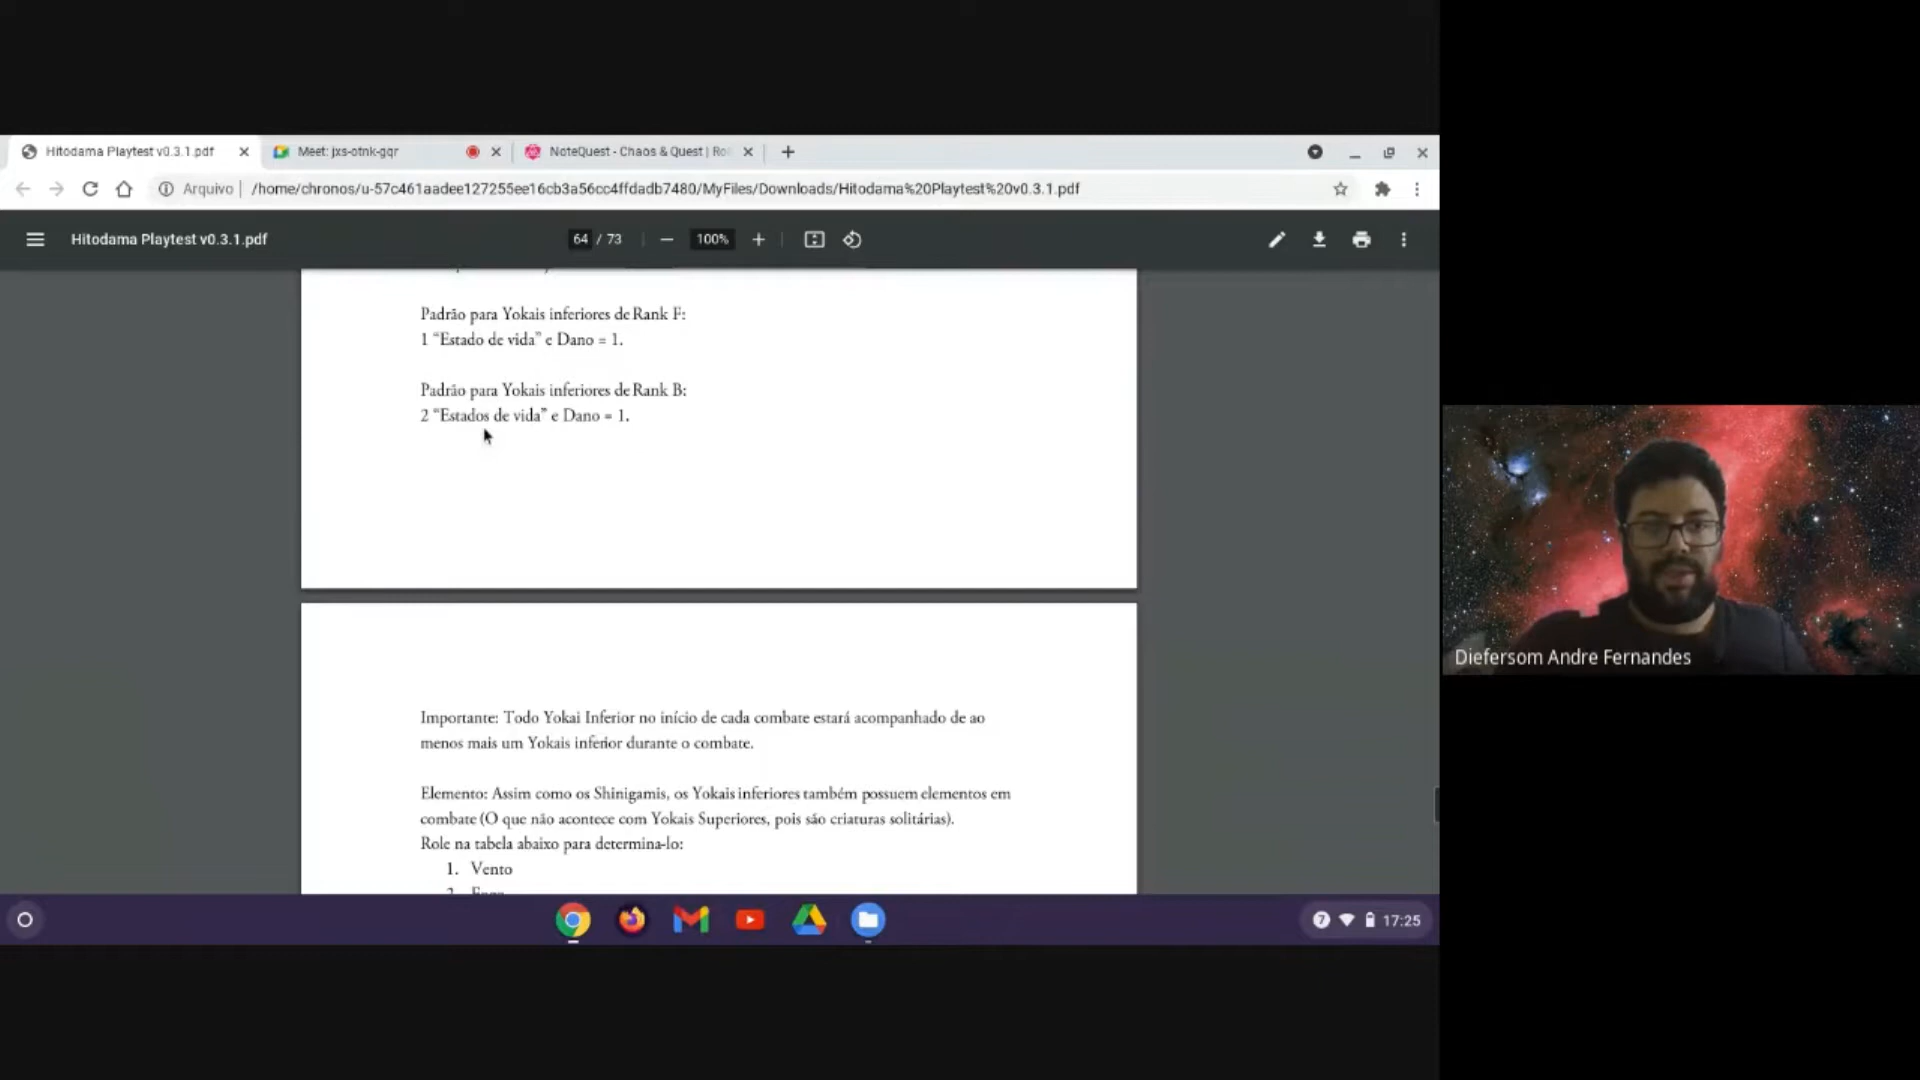 Hitodama Playtest v0.3.1.pdf
Meet: jxs-otnk-gqr
NoteQuest - Chaos & Quest | Ro
Arquivo
/home/chronos/u-57c461aadee127255ee16cb3a56cc4ffdadb7480/MyFiles/Downloads/Hitodama%20Playtest%20v0.3.1.pdf
Hitodama Playtest v0.3.1.pdf
64 / 73
100%
Padrão para Yokais inferiores de Rank F:
1 “Estado de vida” e Dano = 1.
Padrão para Yokais inferiores de Rank B:
2 “Estados de vida” e Dano = 1.
Importante: Todo Yokai Inferior no início de cada combate estará acompanhado de ao
menos mais um Yokais inferior durante o combate.
Elemento: Assim como os Shinigamis, os Yokais inferiores também possuem elementos em
combate (O que não acontece com Yokais Superiores, pois são criaturas solitárias).
Role na tabela abaixo para determina-lo:
1. Vento
Diefersom Andre Fernandes
7
17:25